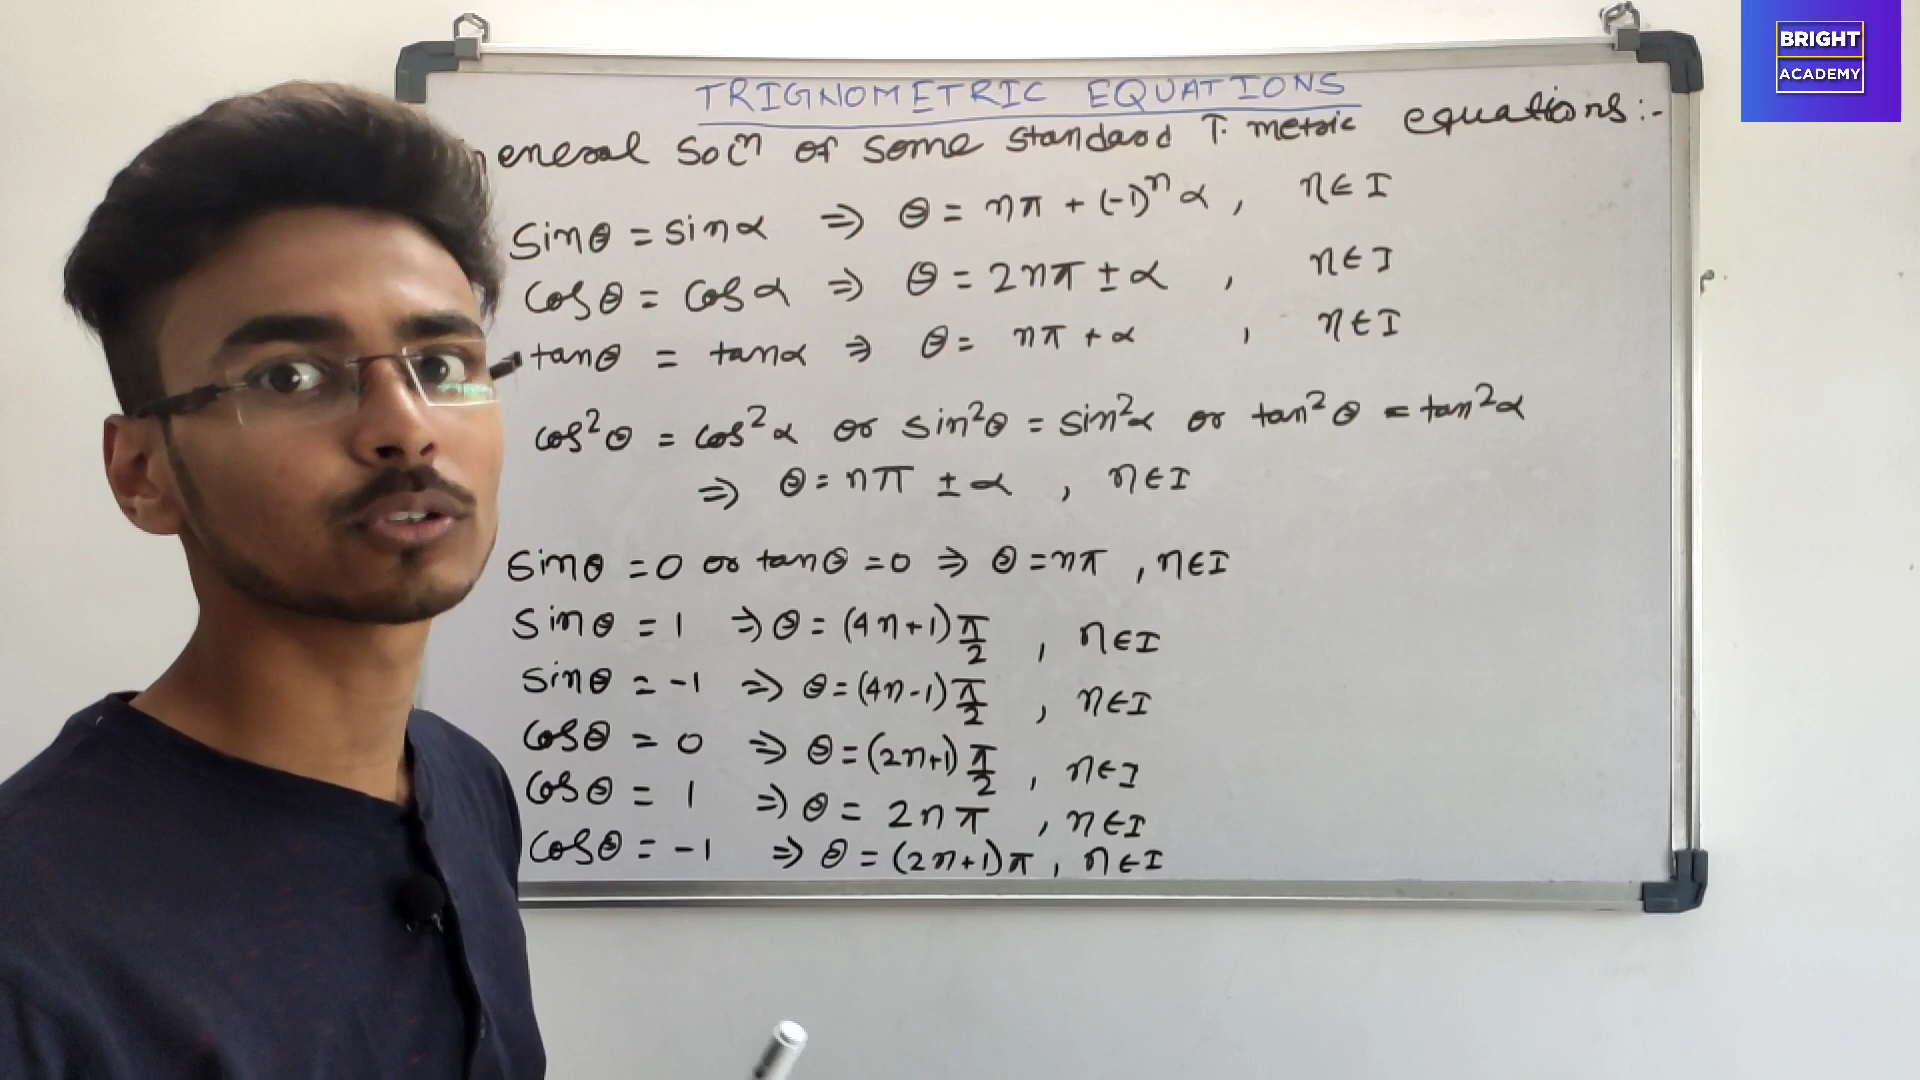 BRIGHT
ACADEMY
TRIGNOMETRIC EQUATIONS
eneral Solⁿ of some standard T. metric equations:-
sinθ = sinα ⇒ θ = nπ + (-1)ⁿ α , n∈I
cosθ = cosα ⇒ θ = 2nπ ± α , n∈I
tanθ = tanα ⇒ θ = nπ + α , n∈I
cos²θ = cos²α or sin²θ = sin²α or tan²θ = tan²α
⇒ θ = nπ ± α , n∈I
sinθ = 0 or tanθ = 0 ⇒ θ = nπ , n∈I
sinθ = 1 ⇒ θ = (4n+1)π/2 , n∈I
sinθ = -1 ⇒ θ = (4n-1)π/2 , n∈I
cosθ = 0 ⇒ θ = (2n+1)π/2 , n∈I
cosθ = 1 ⇒ θ = 2nπ , n∈I
cosθ = -1 ⇒ θ = (2n+1)π , n∈I